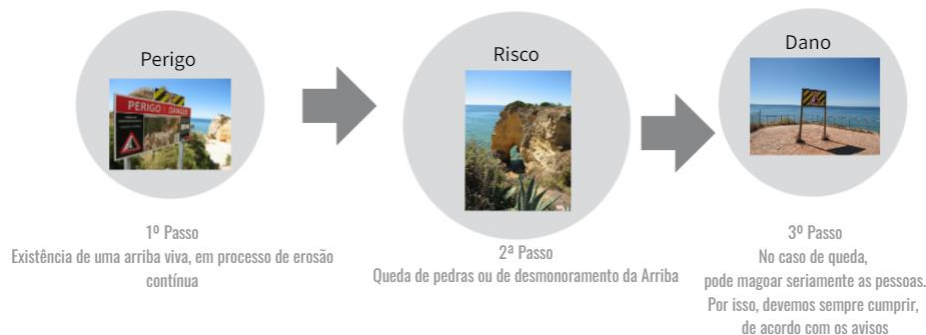 Perigo
PERIGO DANGER
1º Passo
Existência de uma arriba viva, em processo de erosão
contínua
Risco
2ª Passo
Queda de pedras ou de desmonoramento da Arriba
Dano
3º Passo
No caso de queda,
pode magoar seriamente as pessoas.
Por isso, devemos sempre cumprir,
de acordo com os avisos